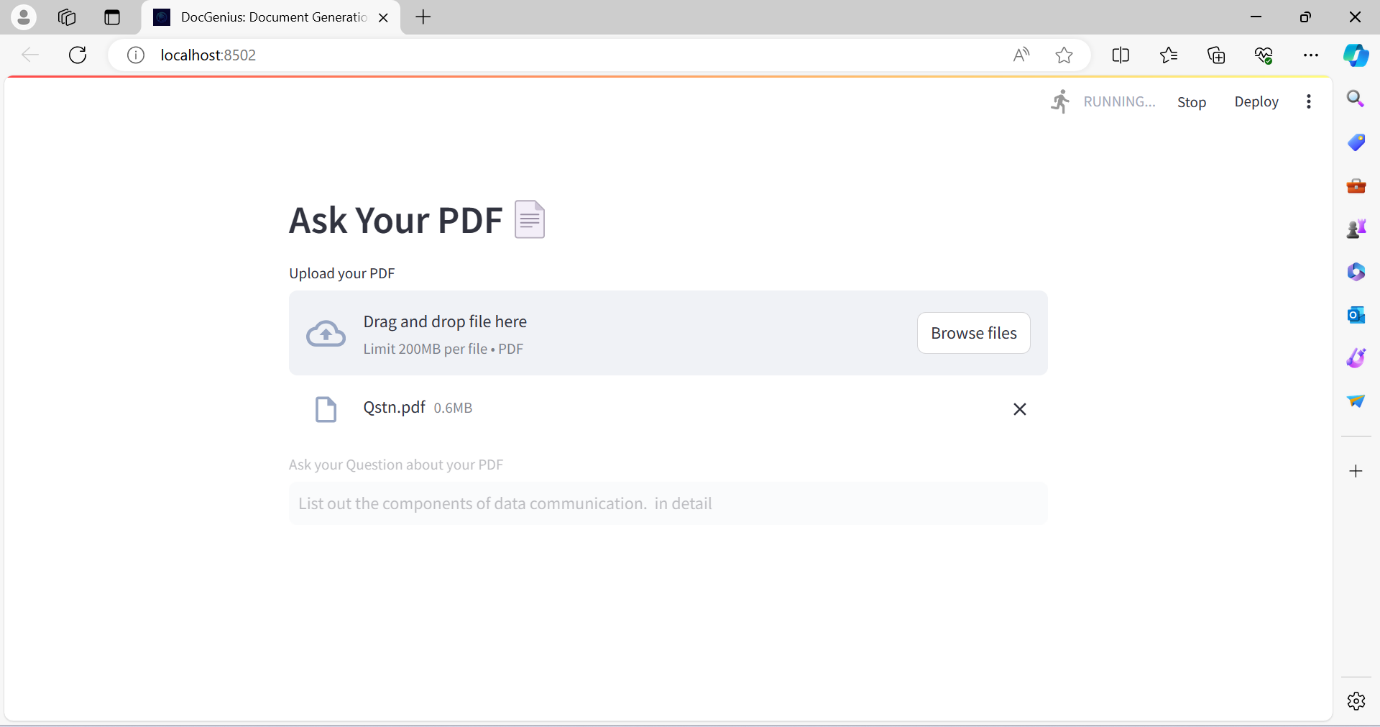 DocGenius: Document Generatio
localhost:8502
RUNNING...
Stop
Deploy
Ask Your PDF
Upload your PDF
Drag and drop file here
Limit 200MB per file • PDF
Browse files
Qstn.pdf 0.6MB
Ask your Question about your PDF
List out the components of data communication.  in detail